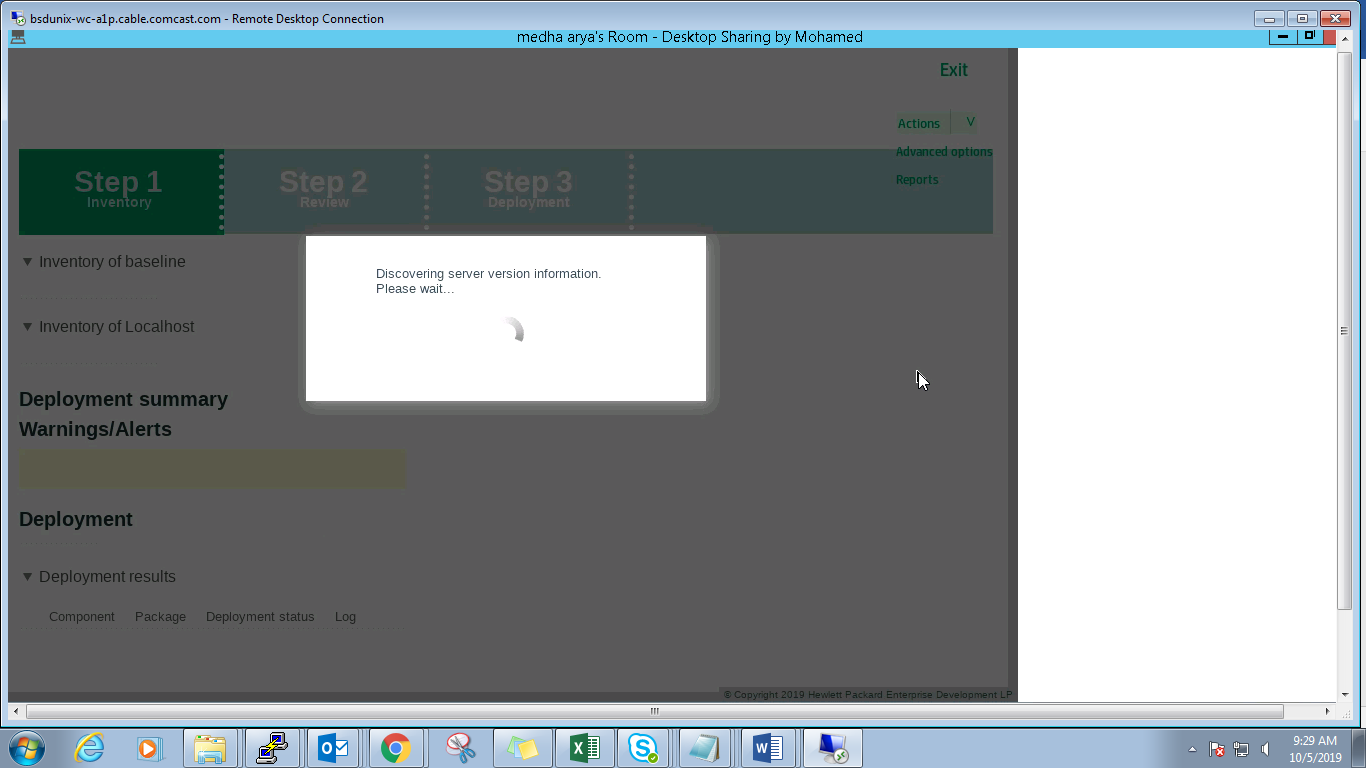 bsdunix-wc-a1p.cable.comcast.com - Remote Desktop Connection
medha arya's Room - Desktop Sharing by Mohamed
Exit
Actions V
Advanced options
Reports
Step 1
Inventory
Step 2
Review
Step 3
Deployment
Inventory of baseline
Inventory of Localhost
Discovering server version information.
Please wait...
Deployment summary
Warnings/Alerts
Deployment
Deployment results
Component Package Deployment status Log
© Copyright 2019 Hewlett Packard Enterprise Development LP
9:29 AM
10/5/2019